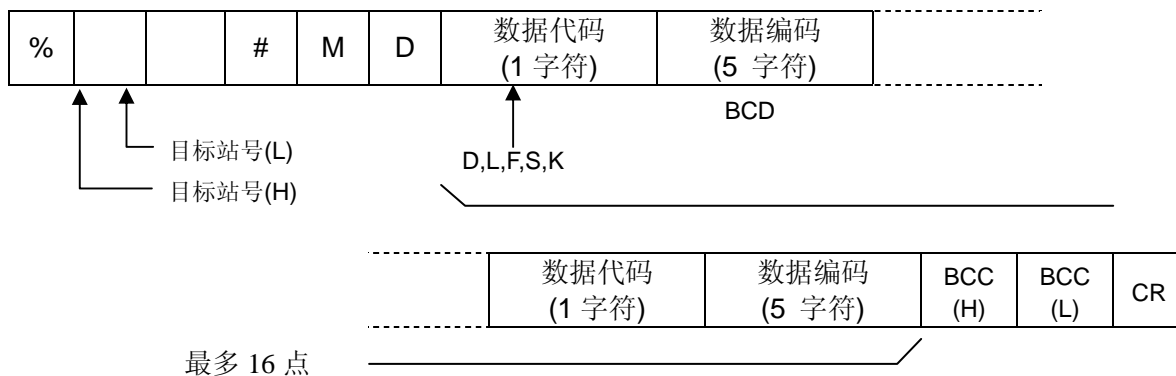 % # M D 数据代码 数据编码
(1 字符) (5 字符)
BCD
目标站号(L)
D,L,F,S,K
目标站号(H)
数据代码 数据编码 BCC BCC CR
(1 字符) (5 字符) (H) (L)
最多 16 点